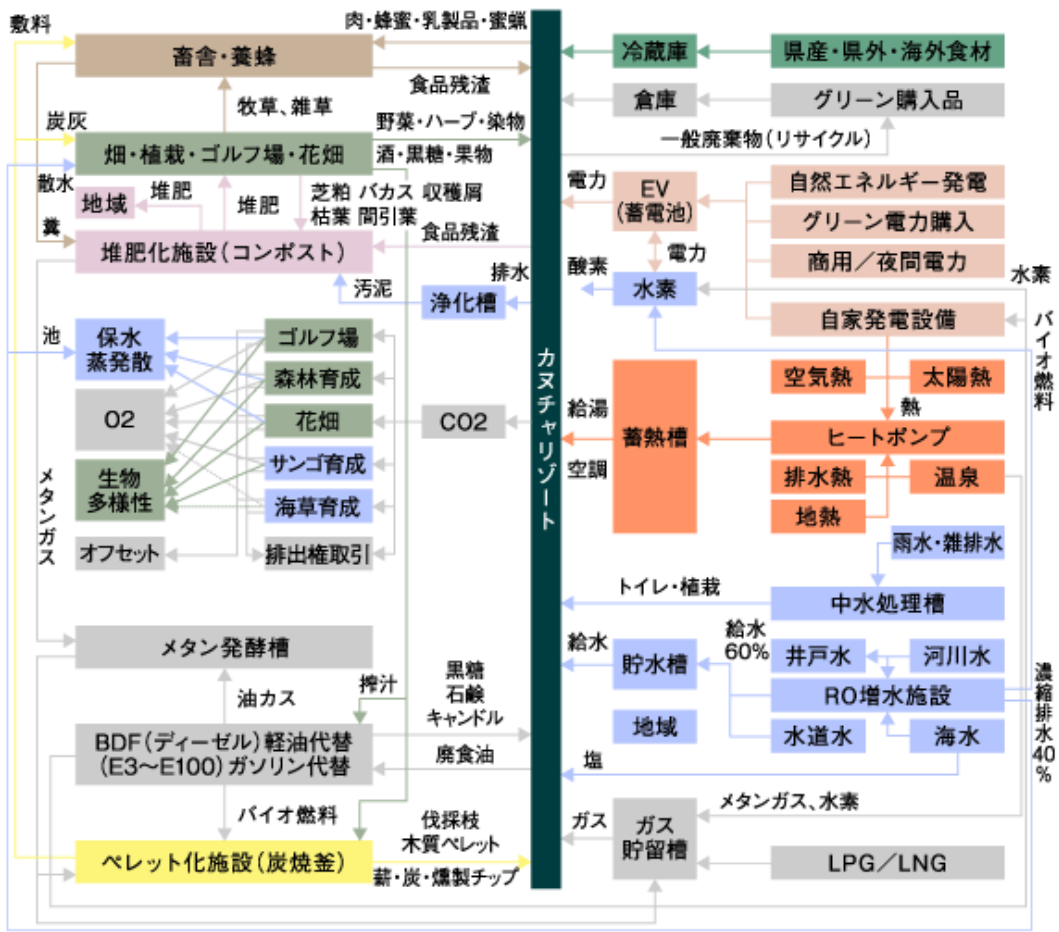 敷料
肉・蜂蜜・乳製品・蜜蝋
畜舎・養蜂
食品残渣
牧草、雑草
炭灰
野菜・ハーブ・染物
畑・植栽・ゴルフ場・花畑
酒・黒糖・果物
散水
堆肥
地域
堆肥
芝粕 バカス 収穫屑
枯葉 間引葉
糞
食品残渣
堆肥化施設(コンポスト)
排水
汚泥
浄化槽
池
保水
蒸発散
O2
生物
多様性
オフセット
ゴルフ場
森林育成
花畑
サンゴ育成
海草育成
排出権取引
CO2
メタンガス
メタン発酵槽
油カス
搾汁
黒糖
石鹸
キャンドル
BDF(ディーゼル)軽油代替
(E3～E100)ガソリン代替
廃食油
バイオ燃料
伐採枝
木質ペレット
ペレット化施設(炭焼釜)
薪・炭・燻製チップ
カヌチャリゾート
冷蔵庫
県産・県外・海外食材
倉庫
グリーン購入品
一般廃棄物(リサイクル)
電力
EV
(蓄電池)
自然エネルギー発電
グリーン電力購入
商用／夜間電力
電力
酸素
水素
水素
自家発電設備
バイオ燃料
空気熱
太陽熱
熱
給湯
蓄熱槽
ヒートポンプ
空調
排水熱
温泉
地熱
雨水・雑排水
トイレ・植栽
中水処理槽
給水
60%
給水
貯水槽
井戸水
河川水
RO増水施設
地域
水道水
海水
濃縮排水40%
塩
メタンガス、水素
ガス
ガス
貯留槽
LPG／LNG